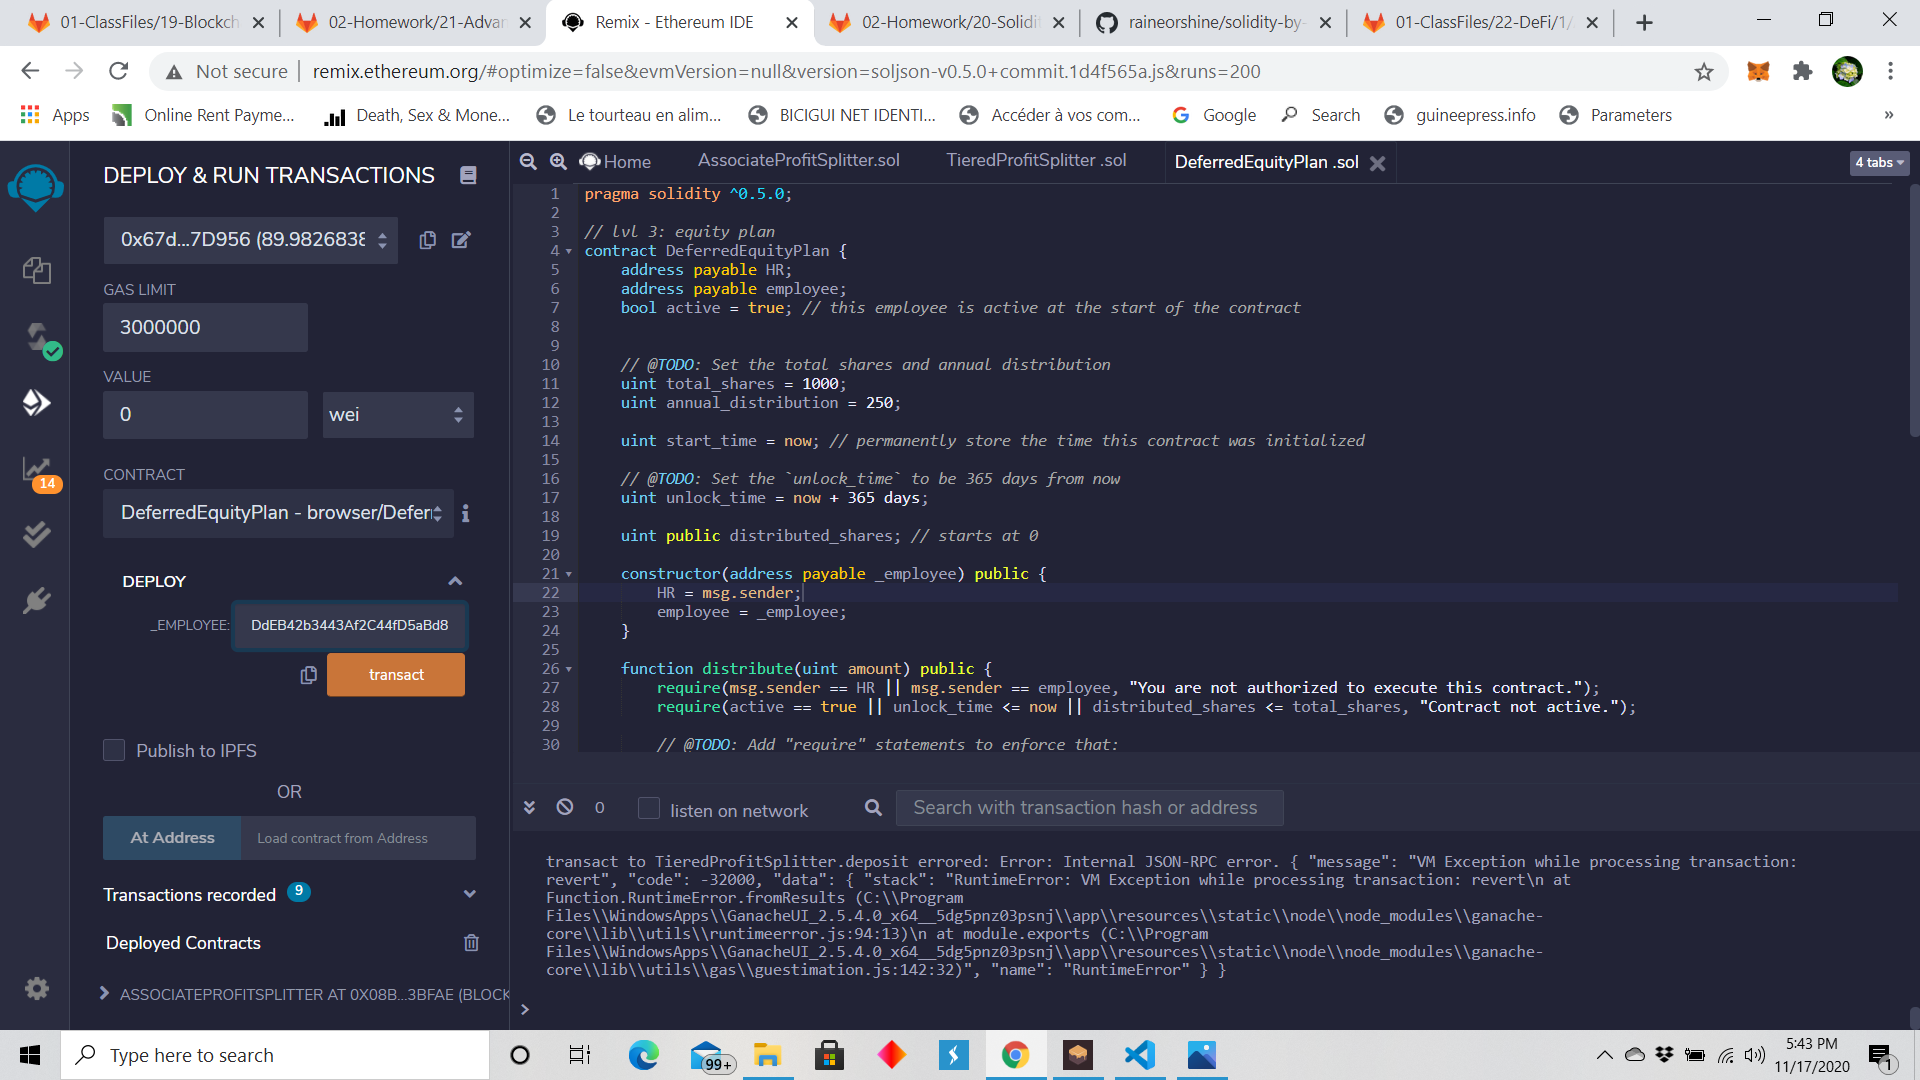 01-ClassFiles/19-Blockch
02-Homework/21-Advan
Remix - Ethereum IDE
02-Homework/20-Solidit
raineorshine/solidity-by-
01-ClassFiles/22-DeFi/1/
Not secure
remix.ethereum.org/#optimize=false&evmVersion=null&version=soljson-v0.5.0+commit.1d4f565a.js&runs=200
Apps
Online Rent Payme...
Death, Sex & Mone...
Le tourteau en alim...
BICIGUI NET IDENTI...
Accéder à vos com...
Google
Search
guineepress.info
Parameters
»
DEPLOY & RUN TRANSACTIONS
0x67d...7D956 (89.9826838
GAS LIMIT
3000000
VALUE
0
wei
CONTRACT
DeferredEquityPlan - browser/Deferr
14
DEPLOY
_EMPLOYEE:
DdEB42b3443Af2C44fD5aBd8
transact
Publish to IPFS
OR
At Address
Load contract from Address
Transactions recorded 9
Deployed Contracts
ASSOCIATEPROFITSPLITTER AT 0X08B...3BFAE (BLOCK
Home
AssociateProfitSplitter.sol
TieredProfitSplitter .sol
DeferredEquityPlan .sol
4 tabs
1 pragma solidity ^0.5.0;
2
3 // lvl 3: equity plan
4 contract DeferredEquityPlan {
5 address payable HR;
6 address payable employee;
7 bool active = true; // this employee is active at the start of the contract
8
9
10 // @TODO: Set the total shares and annual distribution
11 uint total_shares = 1000;
12 uint annual_distribution = 250;
13
14 uint start_time = now; // permanently store the time this contract was initialized
15
16 // @TODO: Set the `unlock_time` to be 365 days from now
17 uint unlock_time = now + 365 days;
18
19 uint public distributed_shares; // starts at 0
20
21 constructor(address payable _employee) public {
22 HR = msg.sender;
23 employee = _employee;
24 }
25
26 function distribute(uint amount) public {
27 require(msg.sender == HR || msg.sender == employee, "You are not authorized to execute this contract.");
28 require(active == true || unlock_time <= now || distributed_shares <= total_shares, "Contract not active.");
29
30 // @TODO: Add "require" statements to enforce that:
0
listen on network
Search with transaction hash or address
transact to TieredProfitSplitter.deposit errored: Error: Internal JSON-RPC error. { "message": "VM Exception while processing transaction:
revert", "code": -32000, "data": { "stack": "RuntimeError: VM Exception while processing transaction: revert\n at
Function.RuntimeError.fromResults (C:\\Program
Files\\WindowsApps\\GanacheUI_2.5.4.0_x64__5dg5pnz03psnj\\app\\resources\\static\\node\\node_modules\\ganache-
core\\lib\\utils\\runtimeerror.js:94:13)\n at module.exports (C:\\Program
Files\\WindowsApps\\GanacheUI_2.5.4.0_x64__5dg5pnz03psnj\\app\\resources\\static\\node\\node_modules\\ganache-
core\\lib\\utils\\gas\\guestimation.js:142:32)", "name": "RuntimeError" } }
>
Type here to search
99+
5:43 PM
11/17/2020
1